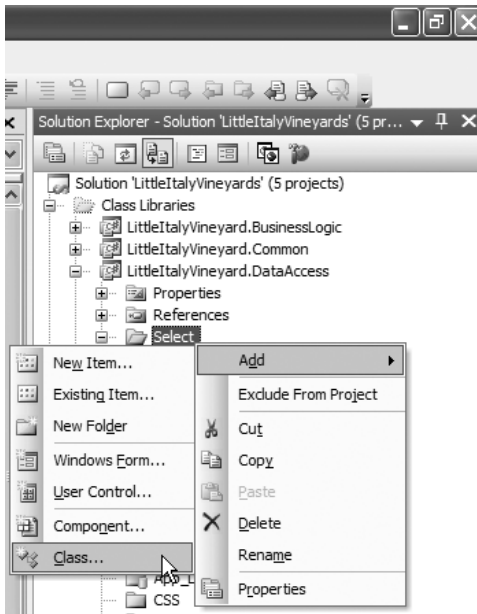 Solution Explorer - Solution 'LittleItalyVineyards' (5 pr...
Solution 'LittleItalyVineyards' (5 projects)
Class Libraries
LittleItalyVineyard.BusinessLogic
LittleItalyVineyard.Common
LittleItalyVineyard.DataAccess
Properties
References
Select
New Item...
Existing Item...
New Folder
Windows Form...
User Control...
Component...
Class...
Add
Exclude From Project
Cut
Copy
Paste
Delete
Rename
Properties
CSS